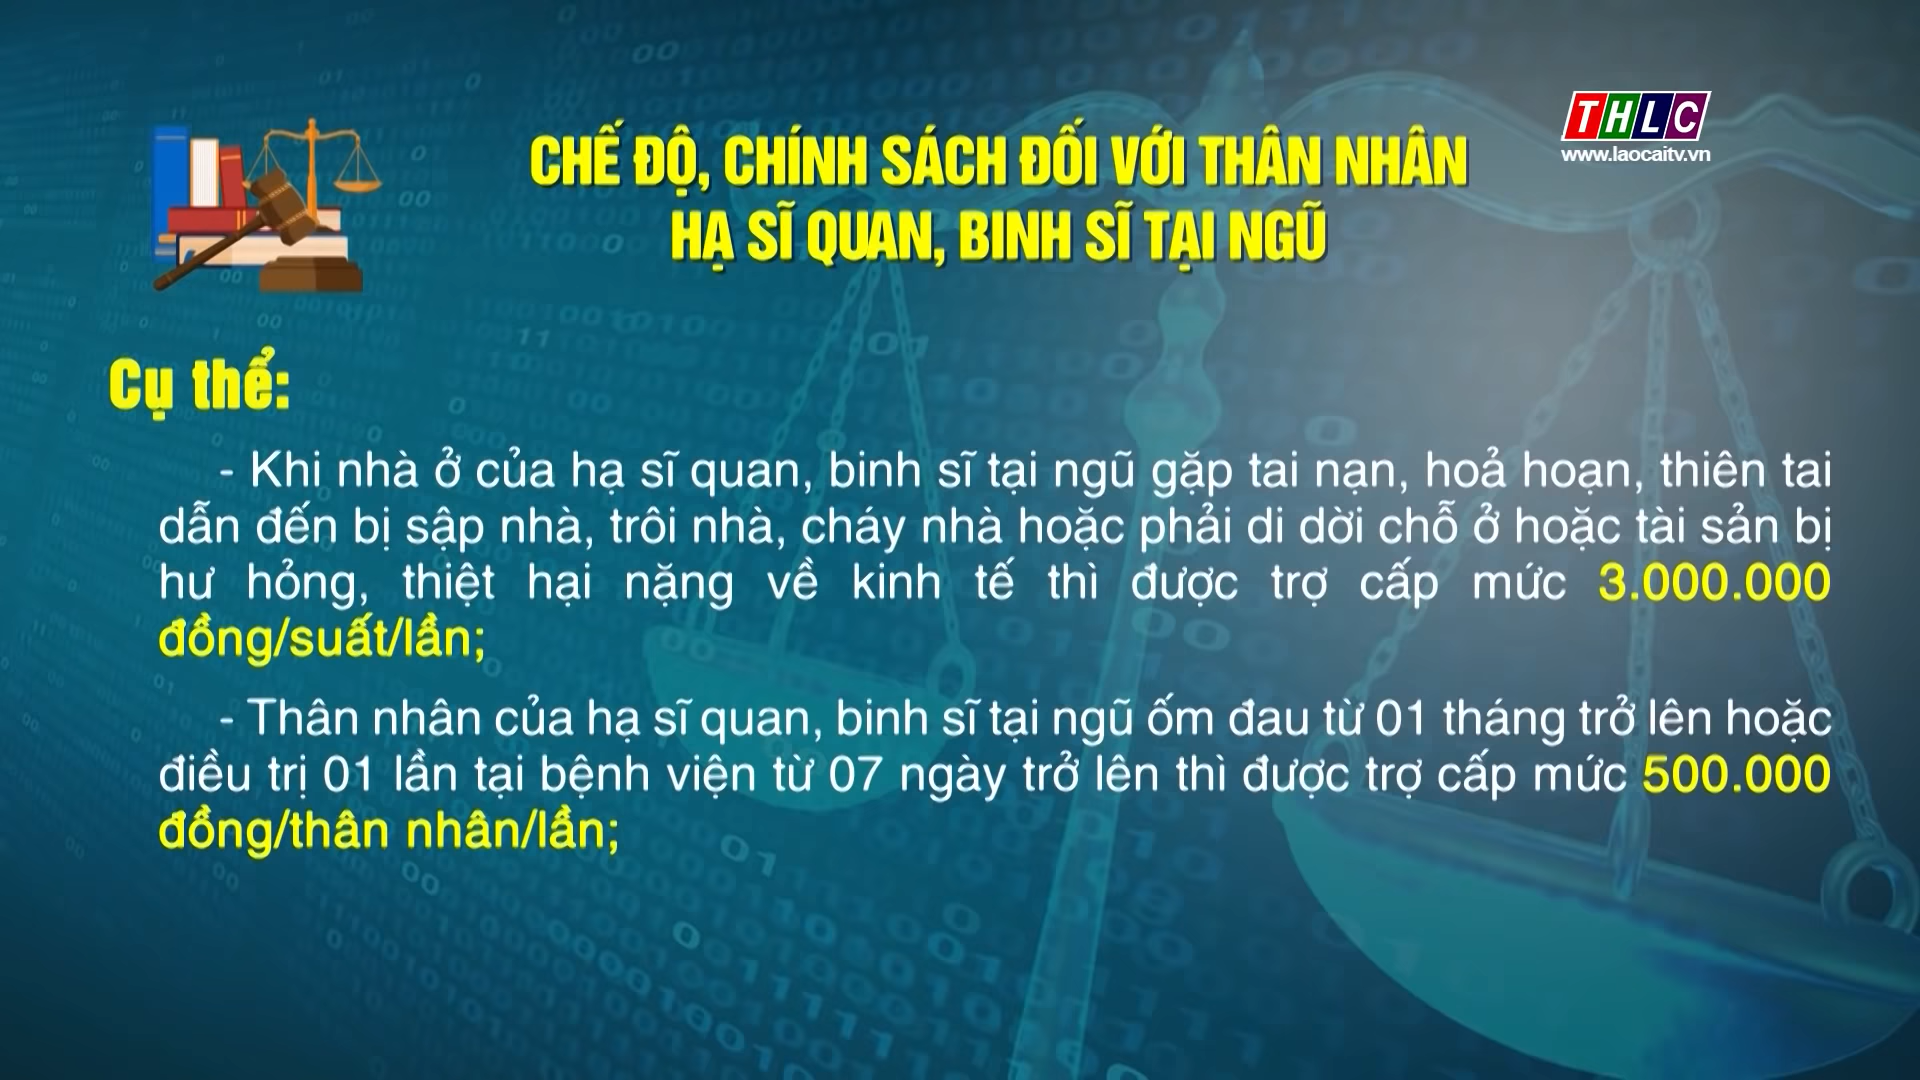 THLC
www.laocaitv.vn
CHẾ ĐỘ, CHÍNH SÁCH ĐỐI VỚI THÂN NHÂN
HẠ SĨ QUAN, BINH SĨ TẠI NGŨ
Cụ thể:
- Khi nhà ở của hạ sĩ quan, binh sĩ tại ngũ gặp tai nạn, hoả hoạn, thiên tai
dẫn đến bị sập nhà, trôi nhà, cháy nhà hoặc phải di dời chỗ ở hoặc tài sản bị
hư hỏng, thiệt hại nặng về kinh tế thì được trợ cấp mức 3.000.000
đồng/suất/lần;
- Thân nhân của hạ sĩ quan, binh sĩ tại ngũ ốm đau từ 01 tháng trở lên hoặc
điều trị 01 lần tại bệnh viện từ 07 ngày trở lên thì được trợ cấp mức 500.000
đồng/thân nhân/lần;